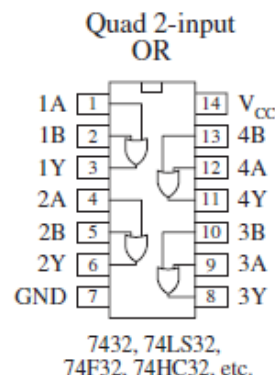 Quad 2-input
OR
1A 1 14 V_CC
1B 2 13 4B
1Y 3 12 4A
2A 4 11 4Y
2B 5 10 3B
2Y 6 9 3A
GND 7 8 3Y
7432, 74LS32,
74F32, 74HC32, etc.